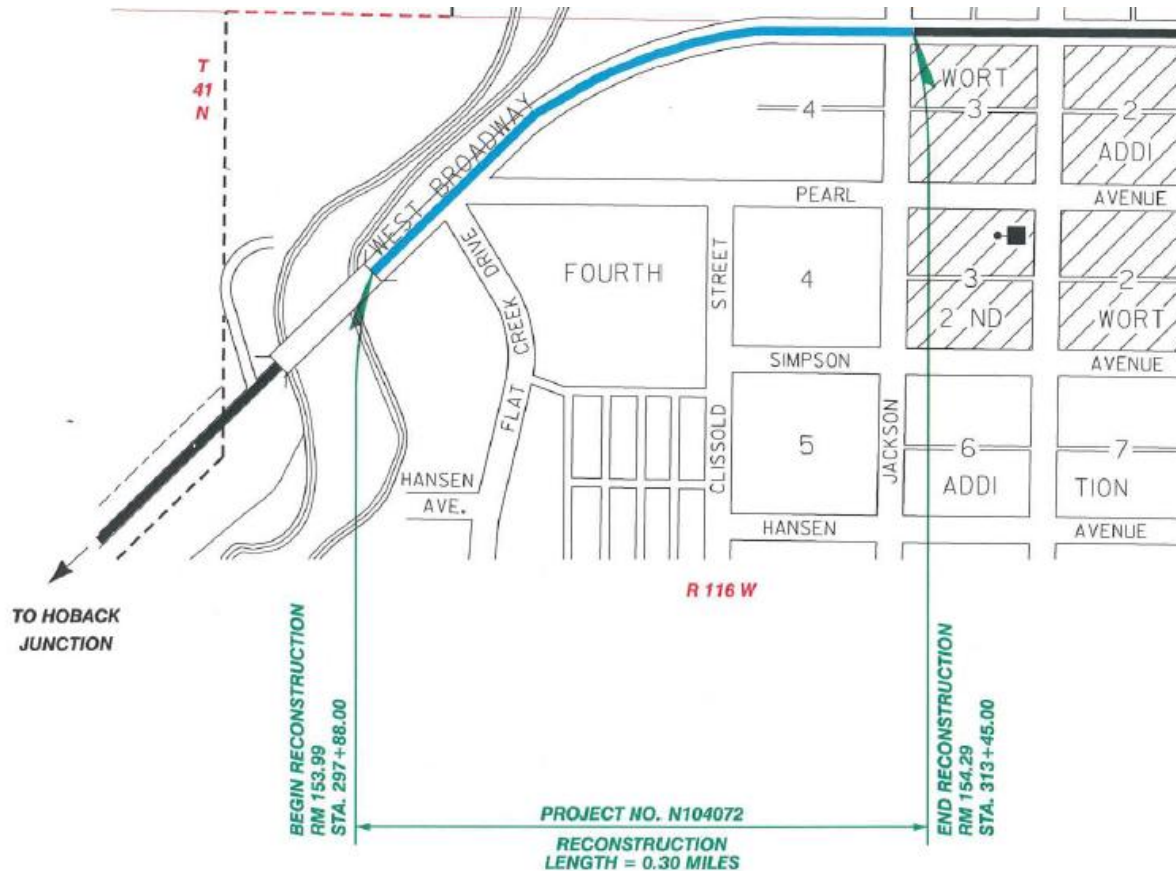 T
41
N
WEST BROADWAY
WORT
4
3
2
ADDI
PEARL
AVENUE
FLAT CREEK DRIVE
FOURTH
STREET
4
3
2
2 ND
WORT
SIMPSON
AVENUE
HANSEN
AVE.
CLISSOLD
5
JACKSON
6
7
ADDI
TION
HANSEN
AVENUE
TO HOBACK
JUNCTION
R 116 W
BEGIN RECONSTRUCTION
RM 153.99
STA. 297+88.00
PROJECT NO. N104072
RECONSTRUCTION
LENGTH = 0.30 MILES
END RECONSTRUCTION
RM 154.29
STA. 313+45.00